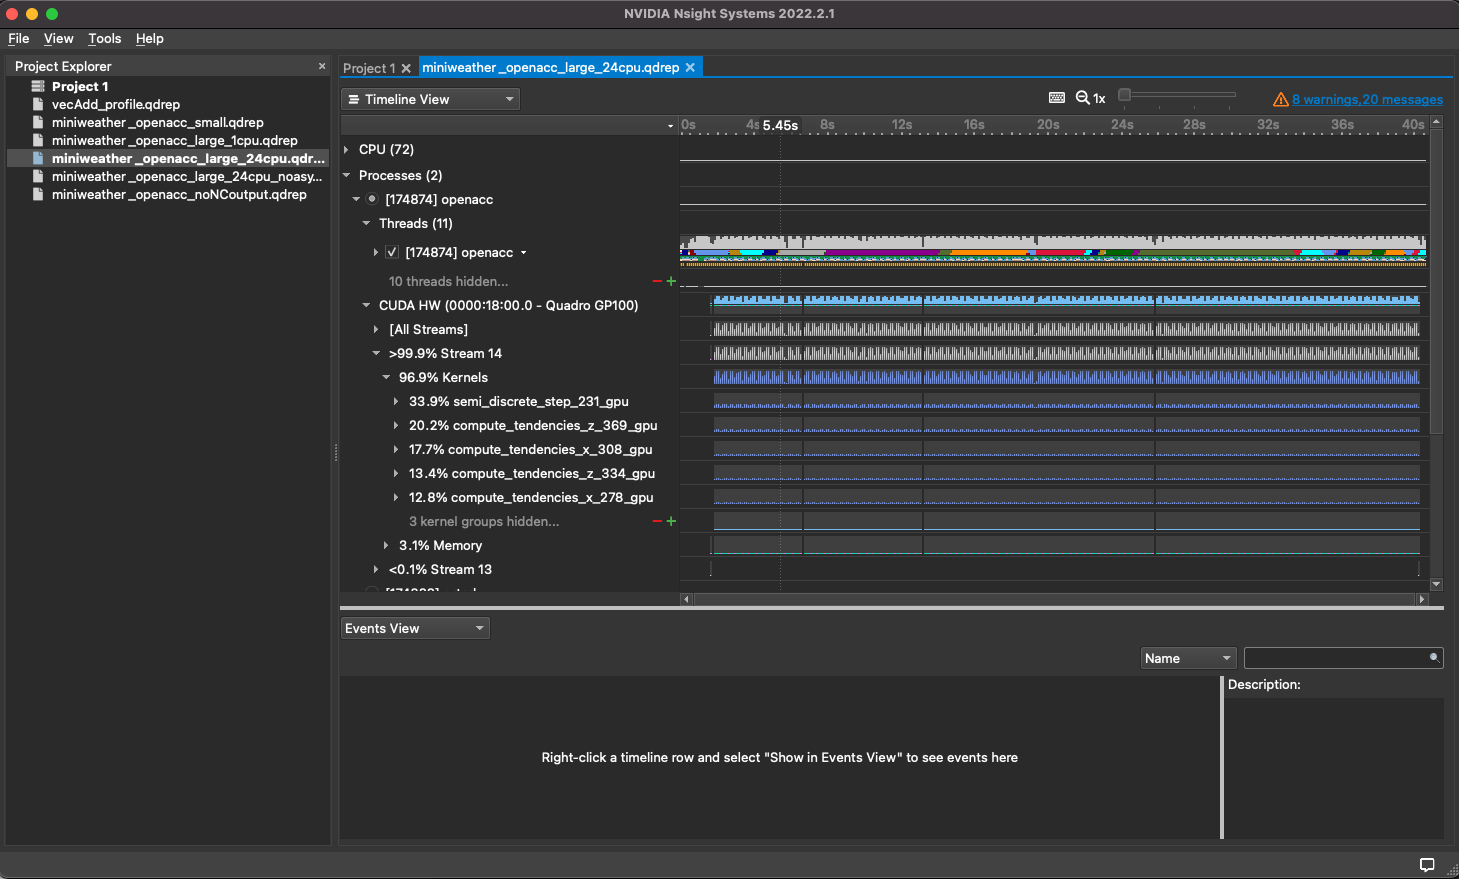 NVIDIA Nsight Systems 2022.2.1
File View Tools Help
Project Explorer
Project 1
vecAdd_profile.qdrep
miniweather_openacc_small.qdrep
miniweather_openacc_large_1cpu.qdrep
miniweather_openacc_large_24cpu.qdr...
miniweather_openacc_large_24cpu_noasy...
miniweather_openacc_noNCoutput.qdrep
Project 1 miniweather_openacc_large_24cpu.qdrep
Timeline View 1x 8 warnings,20 messages
0s 4s 5.45s 8s 12s 16s 20s 24s 28s 32s 36s 40s
CPU (72)
Processes (2)
[174874] openacc
Threads (11)
[174874] openacc
10 threads hidden...
CUDA HW (0000:18:00.0 - Quadro GP100)
[All Streams]
>99.9% Stream 14
96.9% Kernels
33.9% semi_discrete_step_231_gpu
20.2% compute_tendencies_z_369_gpu
17.7% compute_tendencies_x_308_gpu
13.4% compute_tendencies_z_334_gpu
12.8% compute_tendencies_x_278_gpu
3 kernel groups hidden...
3.1% Memory
<0.1% Stream 13
Events View
Name
Description:
Right-click a timeline row and select "Show in Events View" to see events here